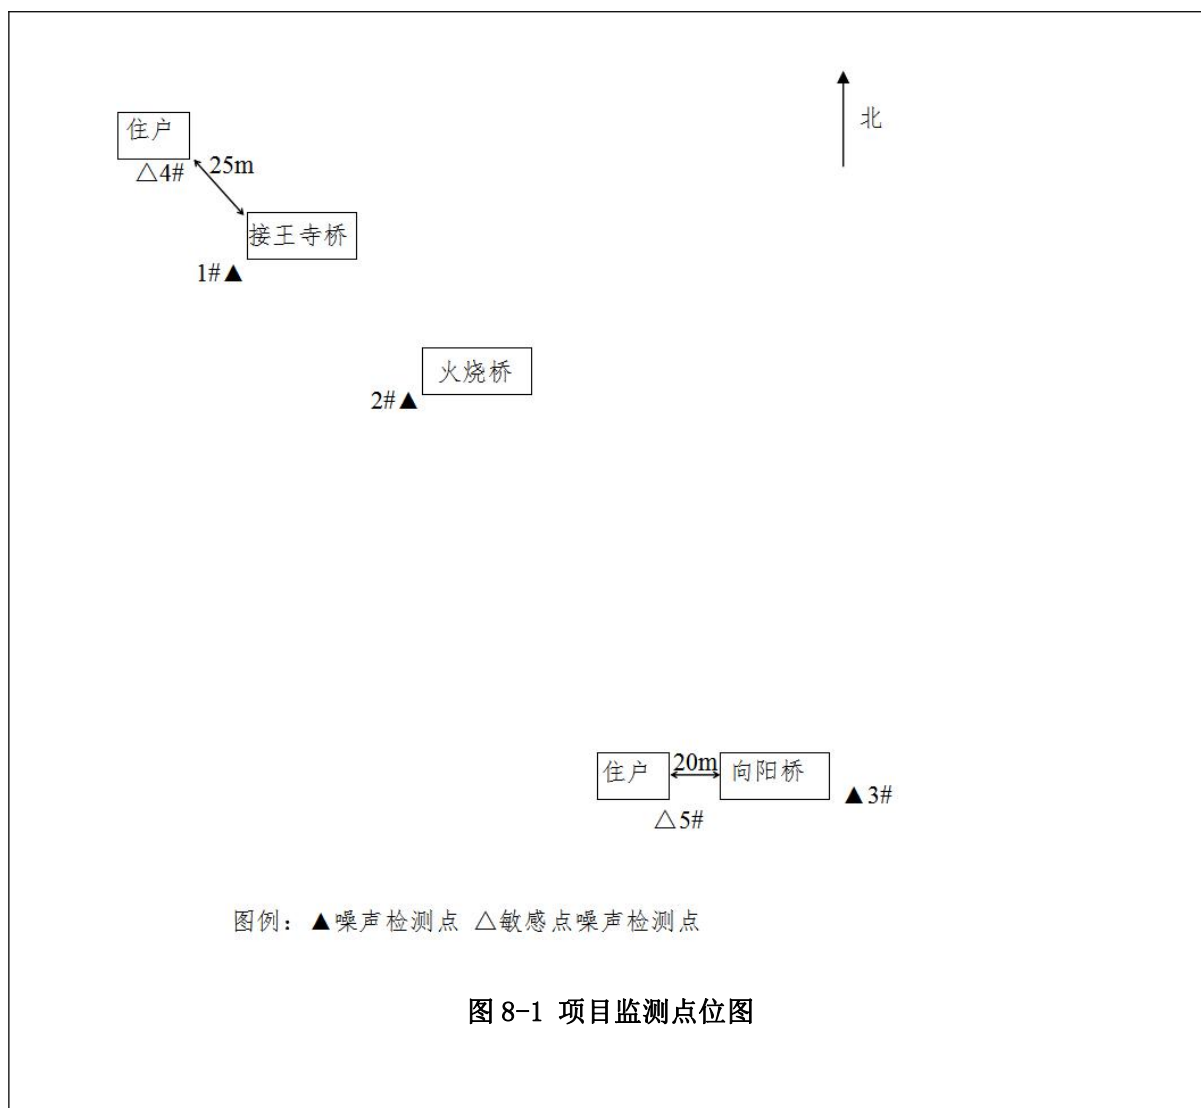 北
住户
△4#
25m
接王寺桥
1#▲
火烧桥
2#▲
住户
20m
向阳桥
▲3#
△5#
图例：▲噪声检测点 △敏感点噪声检测点
图 8-1 项目监测点位图